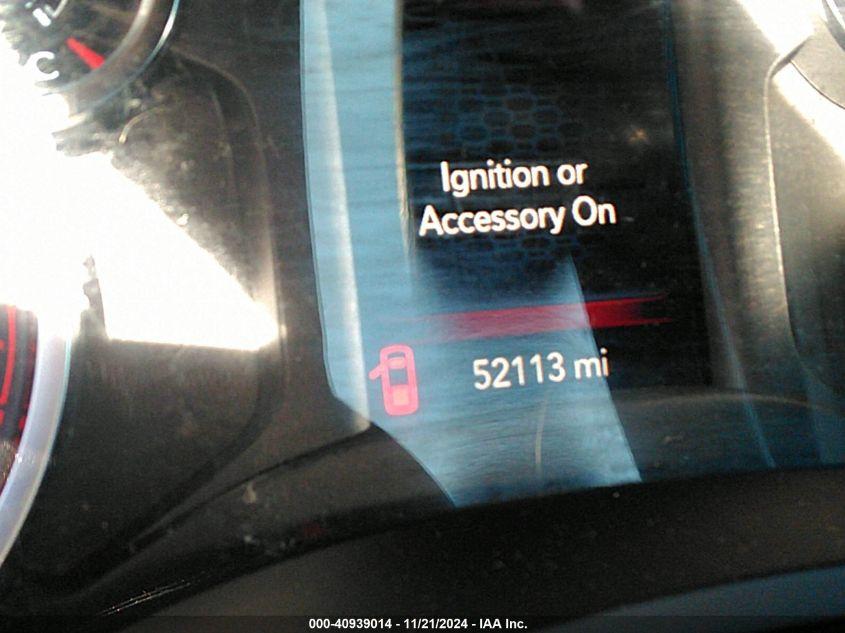 C
Ignition or
Accessory On
52113 mi
000-40939014 - 11/21/2024 - IAA Inc.